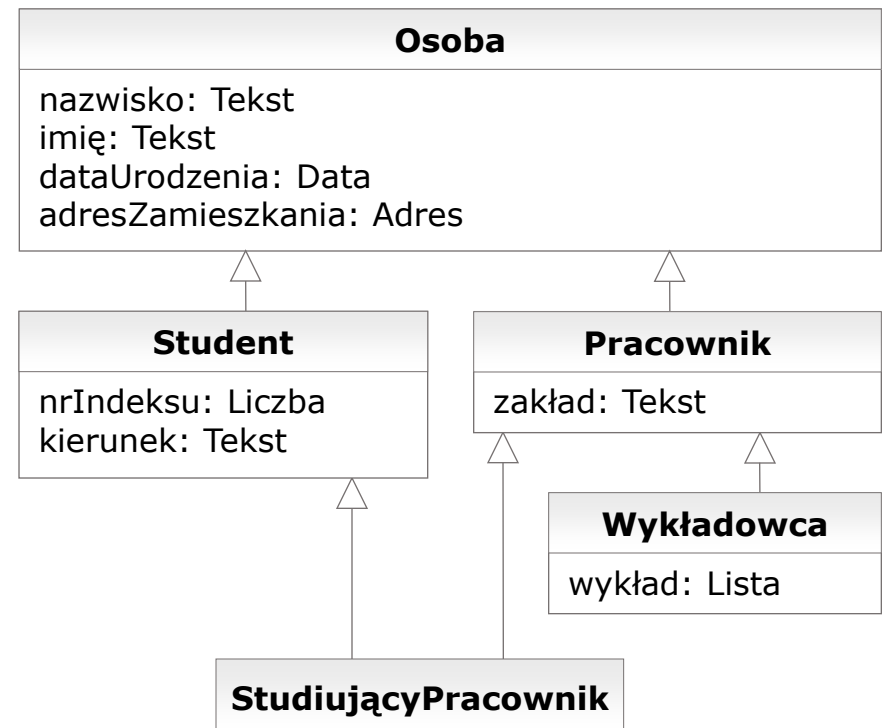 Osoba
nazwisko: Tekst
imię: Tekst
dataUrodzenia: Data
adresZamieszkania: Adres
Student
nrIndeksu: Liczba
kierunek: Tekst
Pracownik
zakład: Tekst
Wykładowca
wykład: Lista
StudiującyPracownik